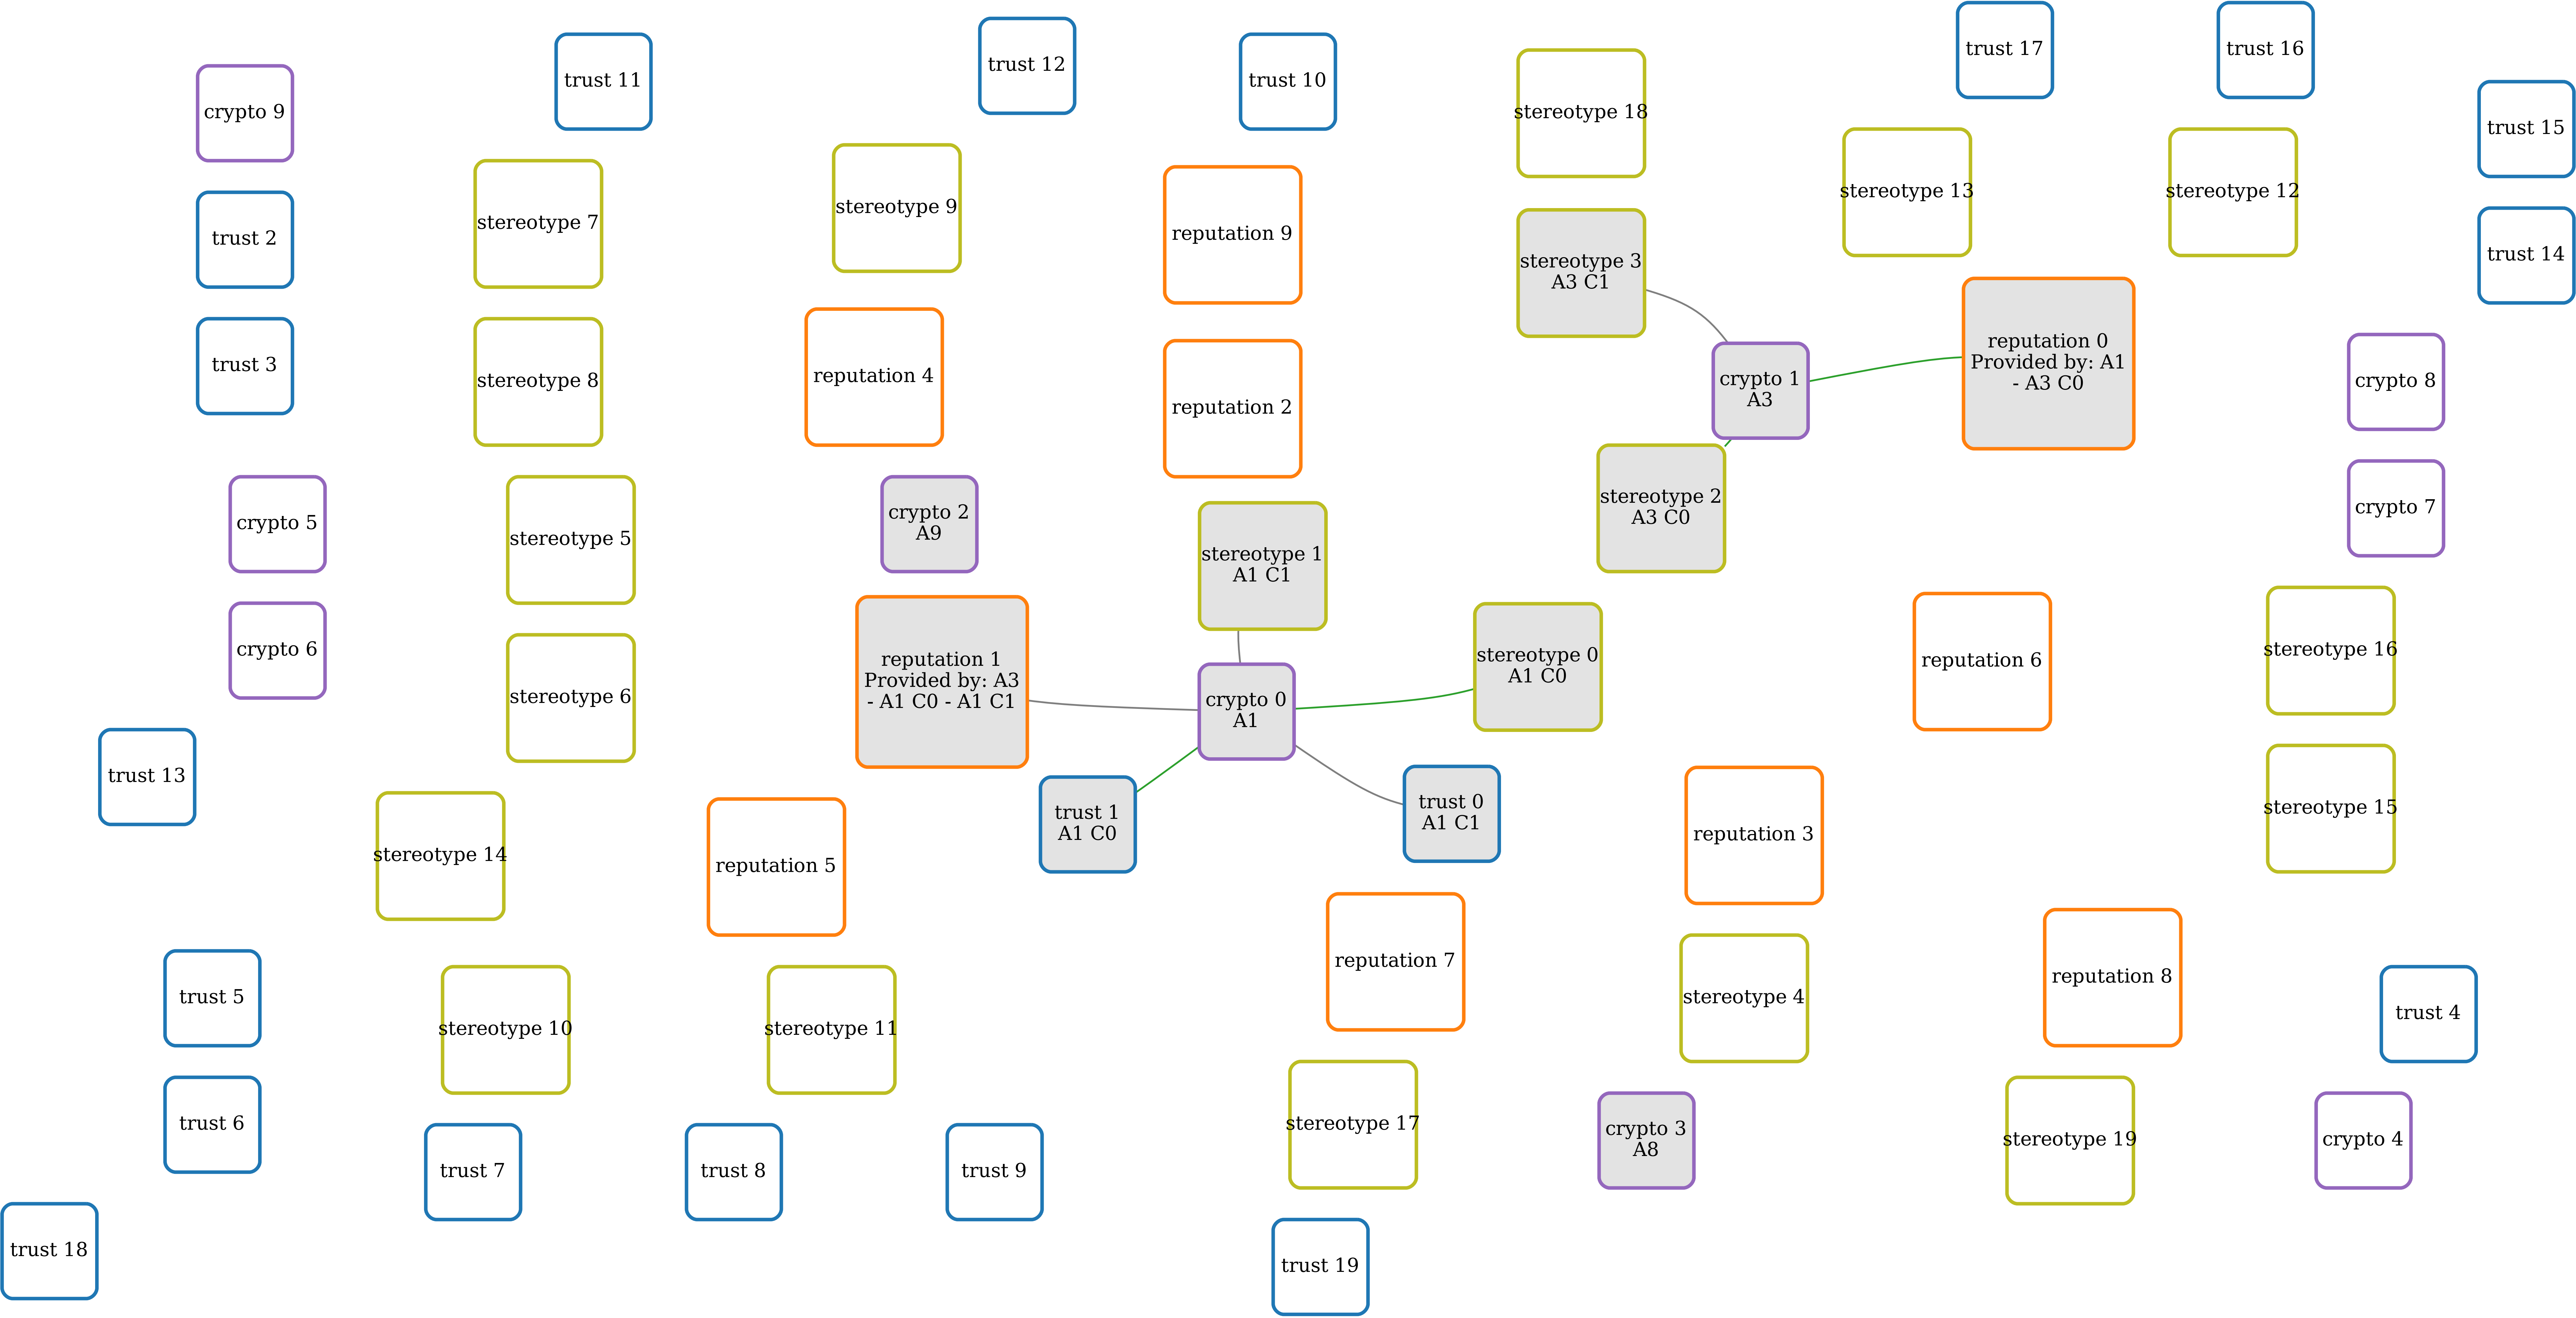 trust 17
trust 16
trust 12
trust 11
trust 10
crypto 9
stereotype 18
trust 15
stereotype 13
stereotype 12
stereotype 9
stereotype 7
reputation 9
trust 2
trust 14
stereotype 3
A3 C1
reputation 0
Provided by: A1
- A3 C0
trust 3
stereotype 8
reputation 4
crypto 1
A3
crypto 8
reputation 2
stereotype 2
A3 C0
crypto 7
crypto 5
stereotype 5
crypto 2
A9
stereotype 1
A1 C1
crypto 6
stereotype 6
reputation 1
Provided by: A3
- A1 C0 - A1 C1
stereotype 0
A1 C0
reputation 6
stereotype 16
crypto 0
A1
trust 13
trust 1
A1 C0
trust 0
A1 C1
reputation 3
stereotype 15
stereotype 14
reputation 5
reputation 7
trust 5
stereotype 10
stereotype 11
stereotype 4
reputation 8
trust 4
trust 6
stereotype 17
crypto 3
A8
stereotype 19
crypto 4
trust 7
trust 8
trust 9
trust 18
trust 19